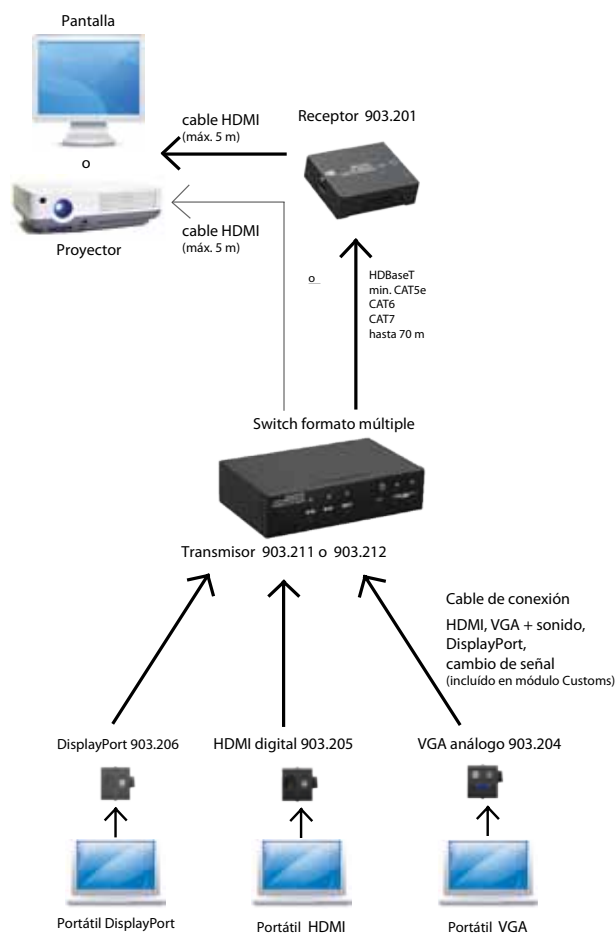 Pantalla
cable HDMI
(máx. 5 m)
Receptor 903.201
o
cable HDMI
(máx. 5 m)
Proyector
o
HDBaseT
min. CAT5e
CAT6
CAT7
hasta 70 m
Switch formato múltiple
Transmisor 903.211 o 903.212
Cable de conexión
HDMI, VGA + sonido,
DisplayPort,
cambio de señal
(incluído en módulo Customs)
DisplayPort 903.206
HDMI digital 903.205
VGA análogo 903.204
Portátil DisplayPort
Portátil HDMI
Portátil VGA